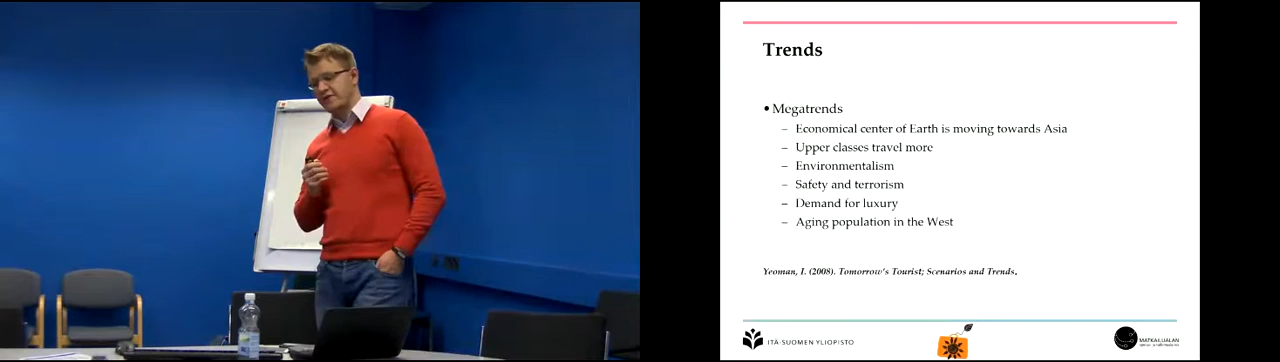 Trends
• Megatrends
– Economical center of Earth is moving towards Asia
– Upper classes travel more
– Environmentalism
– Safety and terrorism
– Demand for luxury
– Aging population in the West
Yeoman, I. (2008). Tomorrow's Tourist; Scenarios and Trends.
ITÄ-SUOMEN YLIOPISTO
MATKAILUALAN